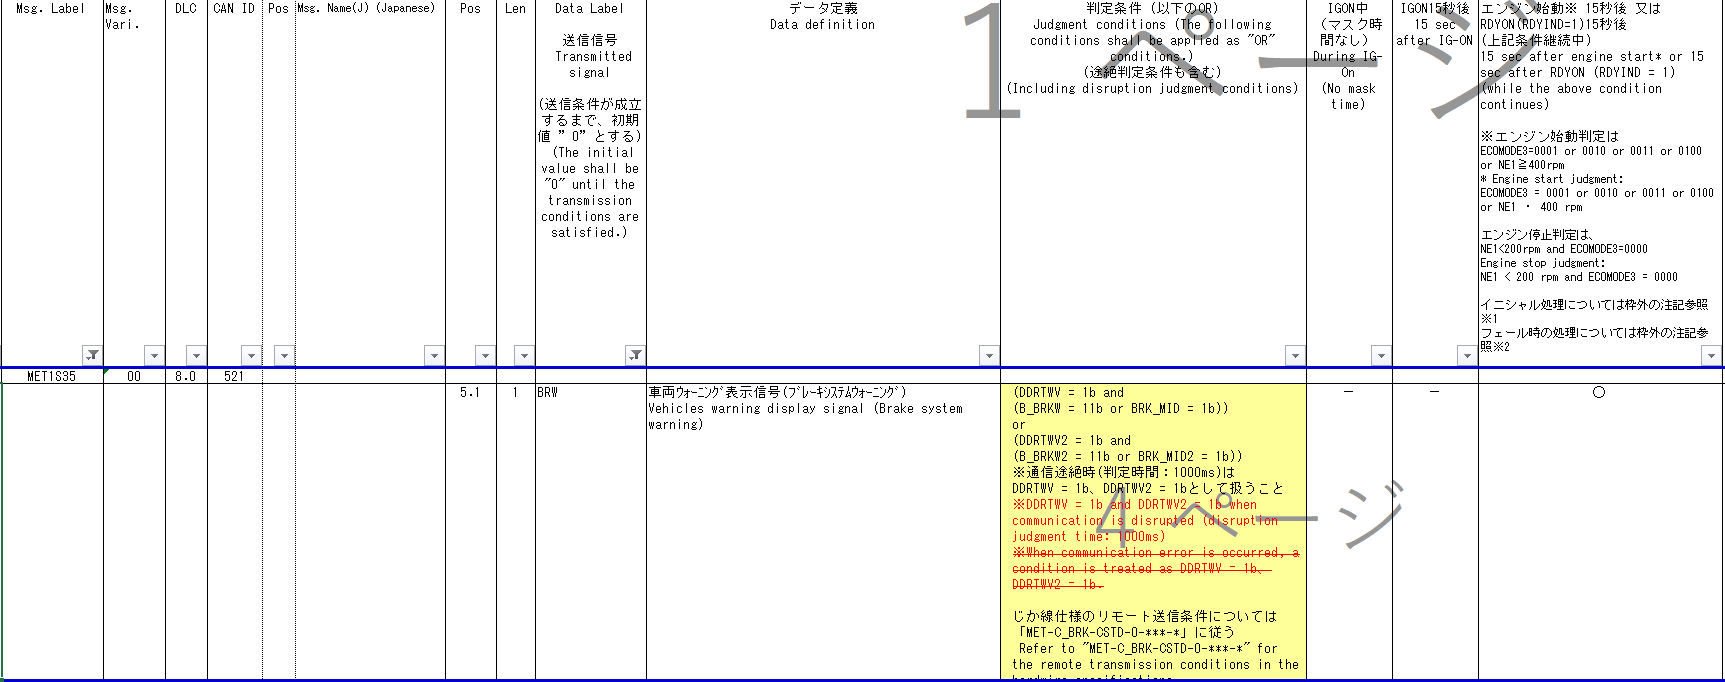 Msg. Label
Msg.
Vari.
DLC
CAN ID
Pos
Msg. Name(J) (Japanese)
Pos
Len
Data Label
送信信号
Transmitted
signal
(送信条件が成立
するまで、初期
値 ” 0” とする)
(The initial
value shall be
"0" until the
transmission
conditions are
satisfied.)
データ定義
Data definition
判定条件 (以下のOR)
Judgment conditions (The following
conditions shall be applied as "OR"
conditions.)
(途絶判定条件も含む)
(Including disruption judgment conditions)
IGON中
(マスク時
間なし)
During IG-
On
(No mask
time)
IGON15秒後
15 sec
after IG-ON
エンジン始動※ 15秒後 又は
RDYON(RDYIND=1)15秒後
(上記条件継続中)
15 sec after engine start* or 15
sec after RDYON (RDYIND = 1)
(while the above condition
continues)
※エンジン始動判定は
ECOMODE3=0001 or 0010 or 0011 or 0100
or NE1≧400rpm
* Engine start judgment:
ECOMODE3 = 0001 or 0010 or 0011 or 0100
or NE1 ・ 400 rpm
エンジン停止判定は、
NE1<200rpm and ECOMODE3=0000
Engine stop judgment:
NE1 < 200 rpm and ECOMODE3 = 0000
イニシャル処理については枠外の注記参照
※1
フェール時の処理については枠外の注記参
照※2
1 ページ
MET1S35
00
8.0
521
5.1
1
BRW
車両ウォーニング表示信号(ブレーキシステムウォーニング)
Vehicles warning display signal (Brake system
warning)
(DDRTWV = 1b and
(B_BRKW = 11b or BRK_MID = 1b))
or
(DDRTWV2 = 1b and
(B_BRKW2 = 11b or BRK_MID2 = 1b))
※通信途絶時(判定時間：1000ms)は
DDRTWV = 1b、DDRTWV2 = 1bとして扱うこと
※DDRTWV = 1b and DDRTWV2 = 1b when
communication is disrupted (disruption
judgment time: 1000ms)
※When communication error is occurred, a
condition is treated as DDRTWV = 1b、
DDRTWV2 = 1b.
じか線仕様のリモート送信条件については
「MET-C_BRK-CSTD-0-***-*」に従う
Refer to "MET-C_BRK-CSTD-0-***-*" for
the remote transmission conditions in the
－
－
○
4 ページ